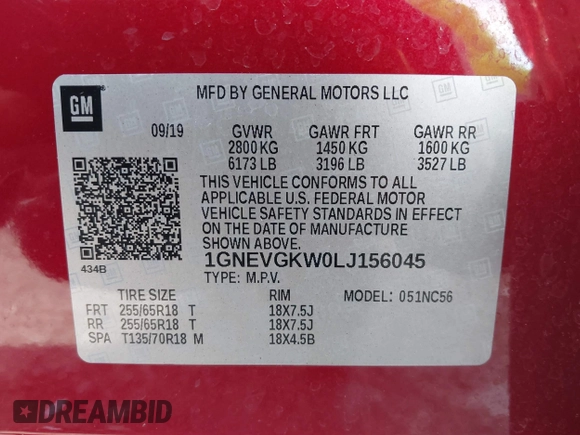 GM
MFD BY GENERAL MOTORS LLC
09/19 GVWR GAWR FRT GAWR RR
2800 KG 1450 KG 1600 KG
6173 LB 3196 LB 3527 LB
THIS VEHICLE CONFORMS TO ALL
APPLICABLE U.S. FEDERAL MOTOR
VEHICLE SAFETY STANDARDS IN EFFECT
ON THE DATE OF MANUFACTURE
SHOWN ABOVE.
434B
1GNEVGKW0LJ156045
TYPE: M.P.V.
TIRE SIZE RIM MODEL: 051NC56
FRT 255/65R18 T 18X7.5J
RR 255/65R18 T 18X7.5J
SPA T135/70R18 M 18X4.5B
DREAMBID